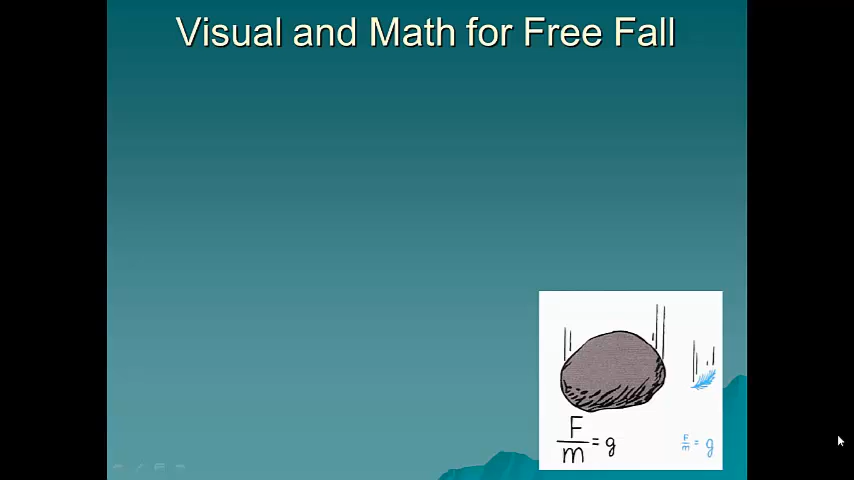 Visual and Math for Free Fall
F/m = g
F/m = g